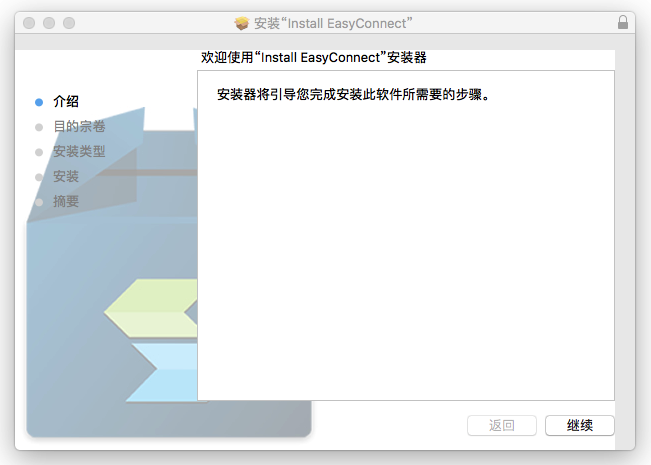 安装“Install EasyConnect”
欢迎使用“Install EasyConnect”安装器
介绍
目的宗卷
安装类型
安装
摘要
安装器将引导您完成安装此软件所需要的步骤。
返回
继续